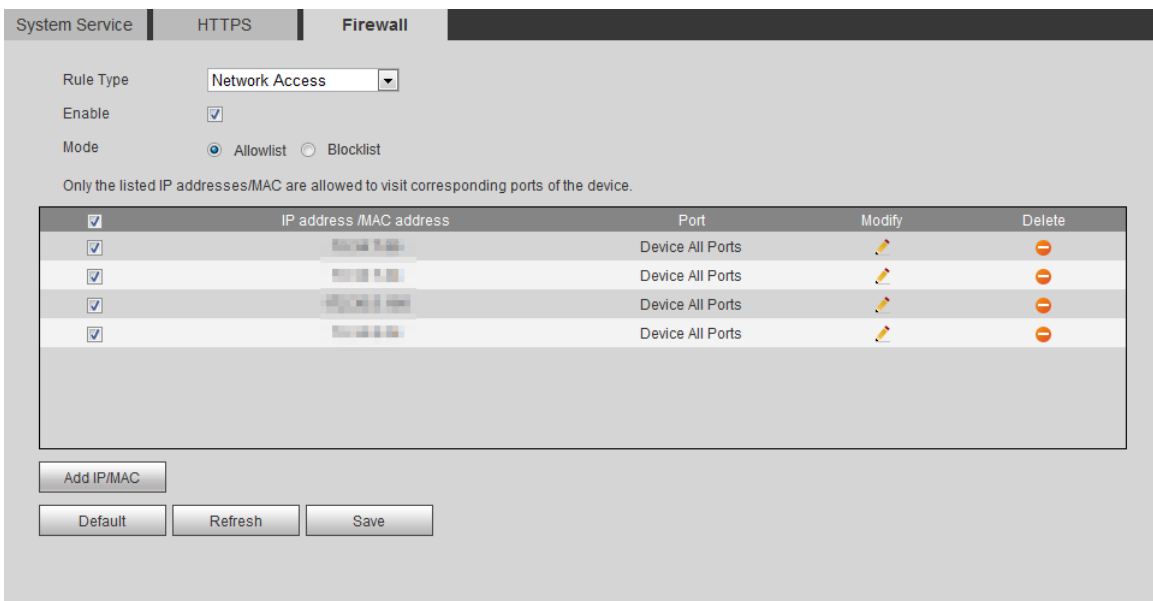 System Service HTTPS Firewall
Rule Type Network Access
Enable
Mode Allowlist Blocklist
Only the listed IP addresses/MAC are allowed to visit corresponding ports of the device.
IP address /MAC address Port Modify Delete
Device All Ports
Device All Ports
Device All Ports
Device All Ports
Add IP/MAC
Default Refresh Save